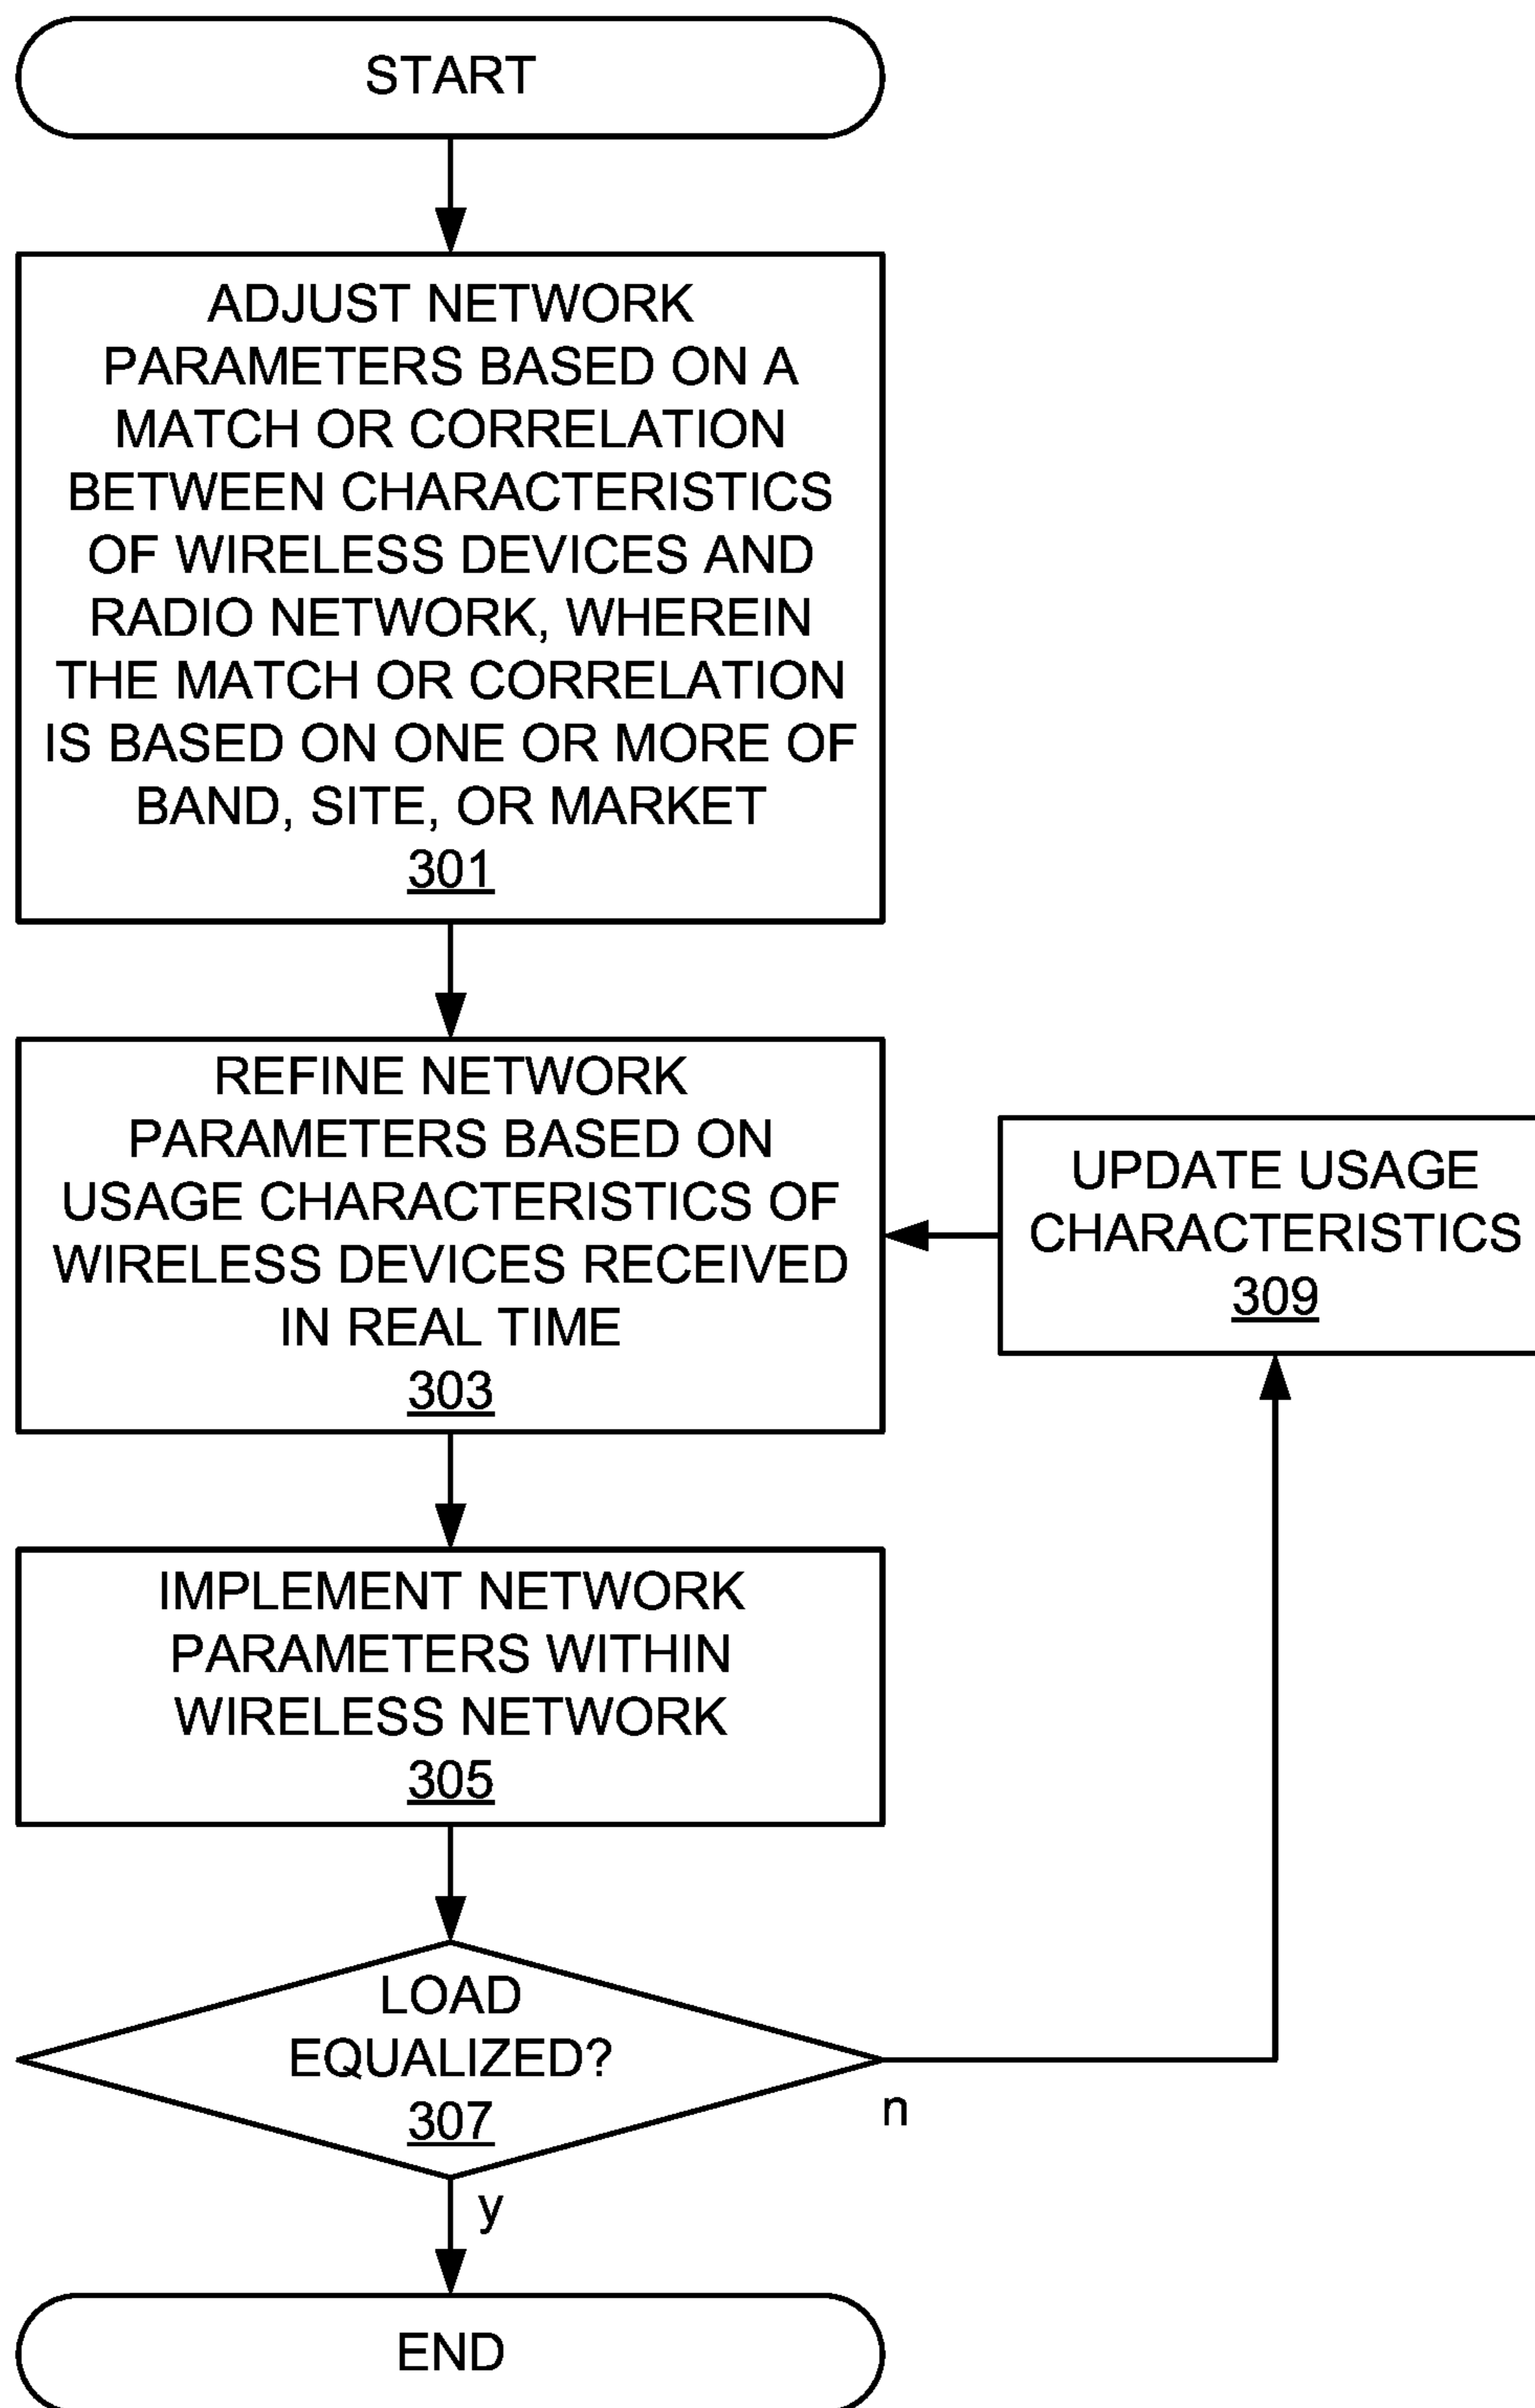 START
ADJUST NETWORK
PARAMETERS BASED ON A
MATCH OR CORRELATION
BETWEEN CHARACTERISTICS
OF WIRELESS DEVICES AND
RADIO NETWORK, WHEREIN
THE MATCH OR CORRELATION
IS BASED ON ONE OR MORE OF
BAND, SITE, OR MARKET
301
REFINE NETWORK
PARAMETERS BASED ON
USAGE CHARACTERISTICS OF
WIRELESS DEVICES RECEIVED
IN REAL TIME
303
UPDATE USAGE
CHARACTERISTICS
309
IMPLEMENT NETWORK
PARAMETERS WITHIN
WIRELESS NETWORK
305
LOAD
EQUALIZED?
307
n
y
END